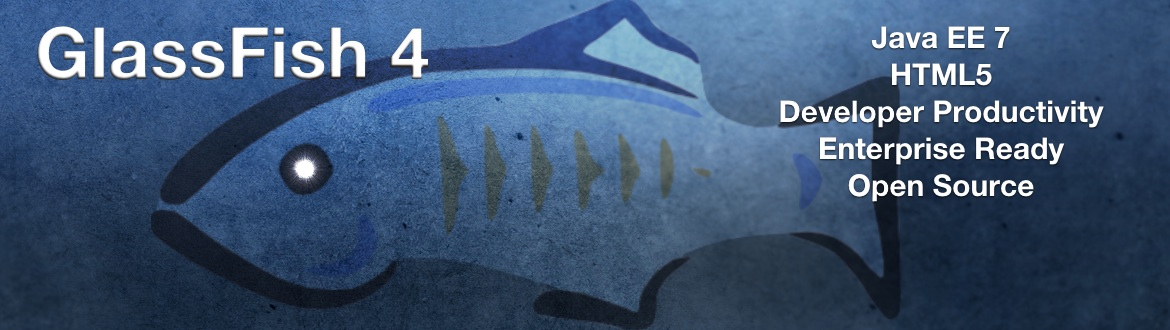 GlassFish 4
Java EE 7
HTML5
Developer Productivity
Enterprise Ready
Open Source